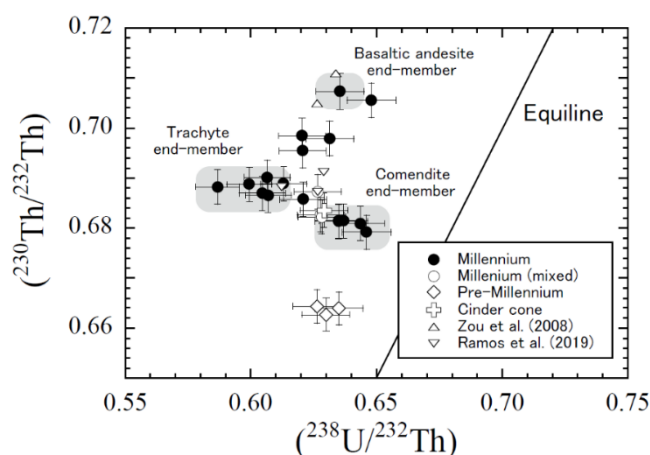 0.72
0.70
0.68
0.66
(²³⁰Th/²³²Th)
Basaltic andesite
end-member
Trachyte
end-member
Comendite
end-member
Equiline
Millennium
Millenium (mixed)
Pre-Millennium
Cinder cone
Zou et al. (2008)
Ramos et al. (2019)
0.55
0.60
0.65
0.70
0.75
(²³⁸U/²³²Th)